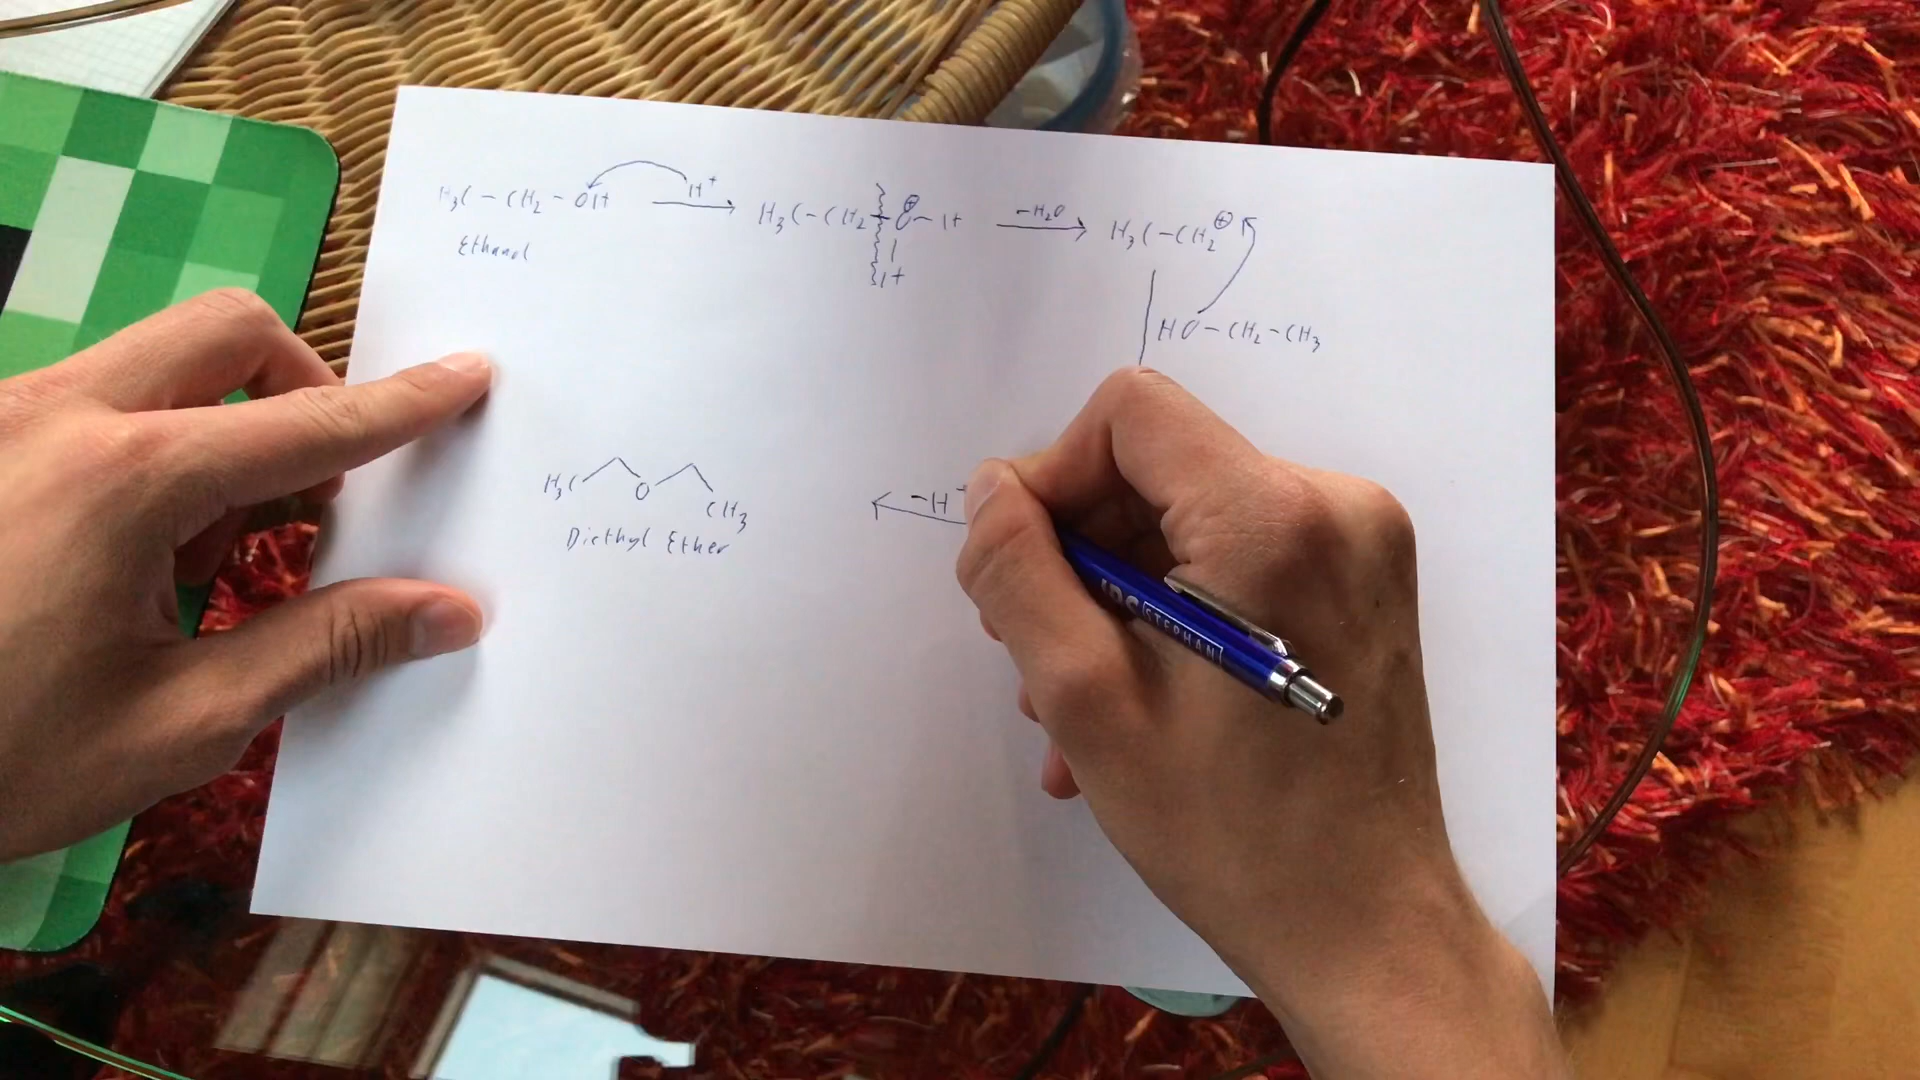 H₃C - CH₂ - OH H⁺ H₃C - CH₂ - O⊕ - H -H₂O H₃C - CH₂⊕
H
Ethanol
HO - CH₂ - CH₃
H₃C O CH₃ -H⁺
Diethyl Ether
STEPHAN